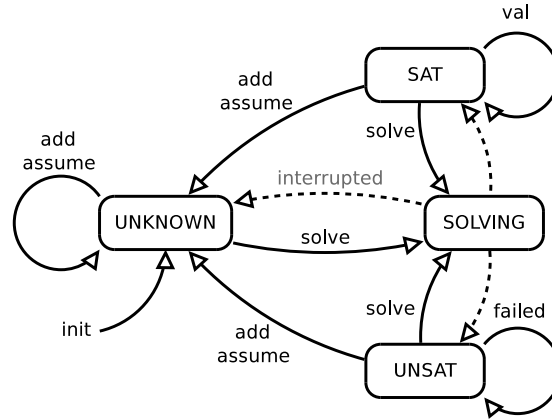 val
SAT
add
assume
solve
add
assume
interrupted
UNKNOWN
SOLVING
solve
init
solve
add
assume
failed
UNSAT